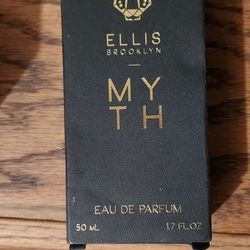 ELLIS
BROOKLYN
MY
TH
EAU DE PARFUM
50 ML 1.7 FL.OZ